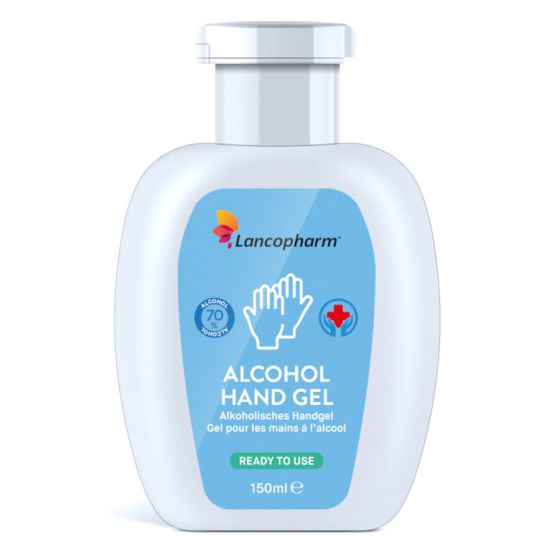 Lancopharm®
ALCOHOL
70
%
ALCOHOL
ALCOHOL
HAND GEL
Alkoholisches Handgel
Gel pour les mains á l'alcool
READY TO USE
150ml ℮